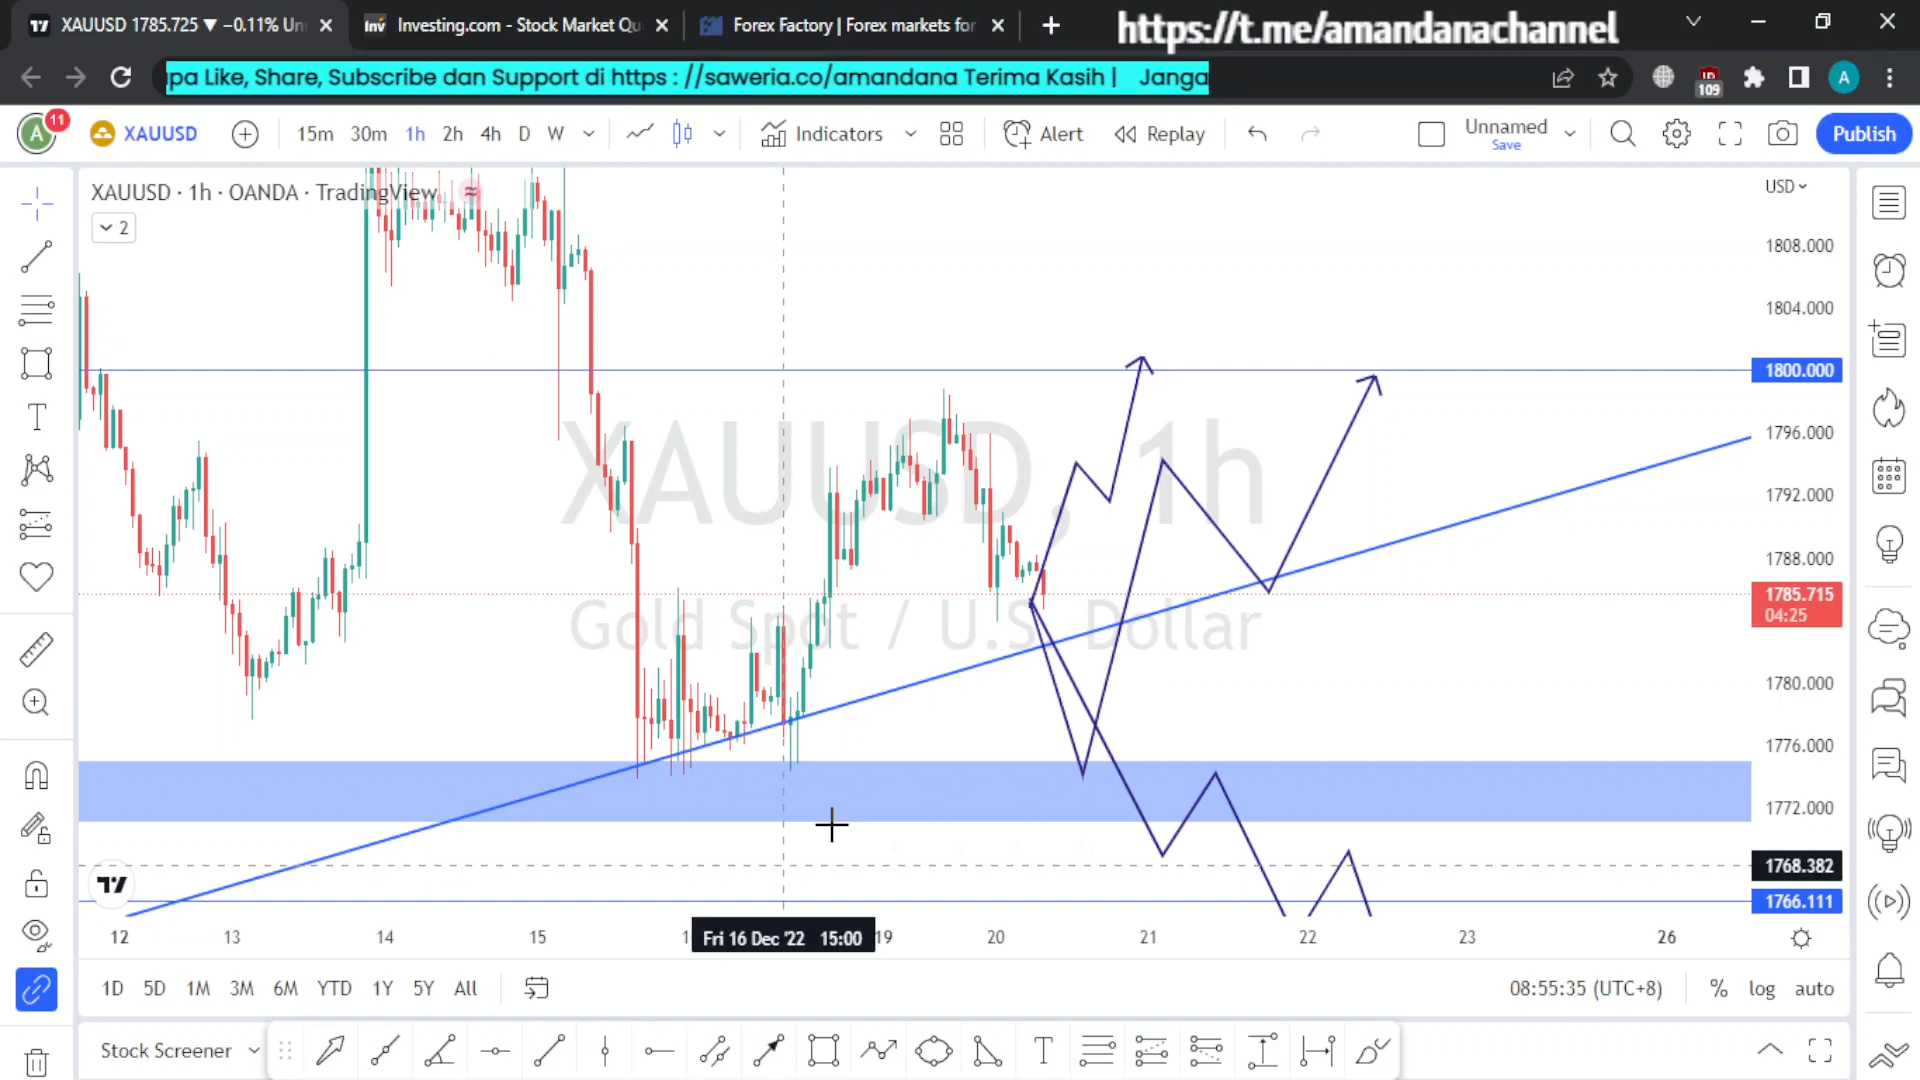 XAUUSD 1785.725 ▼ −0.11% Un
Investing.com - Stock Market Qu
Forex Factory | Forex markets for
https://t.me/amandanachannel
upa Like, Share, Subscribe dan Support di https : //saweria.co/amandana Terima Kasih | Janga
109
A
A
11
XAUUSD
15m 30m 1h 2h 4h D W
Indicators
Alert
Replay
Unnamed
Save
Publish
XAUUSD · 1h · OANDA · TradingView
2
USD
XAUUSD, 1h
Gold Spot / U.S. Dollar
1808.000
1804.000
1800.000
1796.000
1792.000
1788.000
1785.715
04:25
1780.000
1776.000
1772.000
1768.382
1766.111
12 13 14 15 1 Fri 16 Dec '22 15:00 19 20 21 22 23 26
1D 5D 1M 3M 6M YTD 1Y 5Y All
08:55:35 (UTC+8)
% log auto
Stock Screener